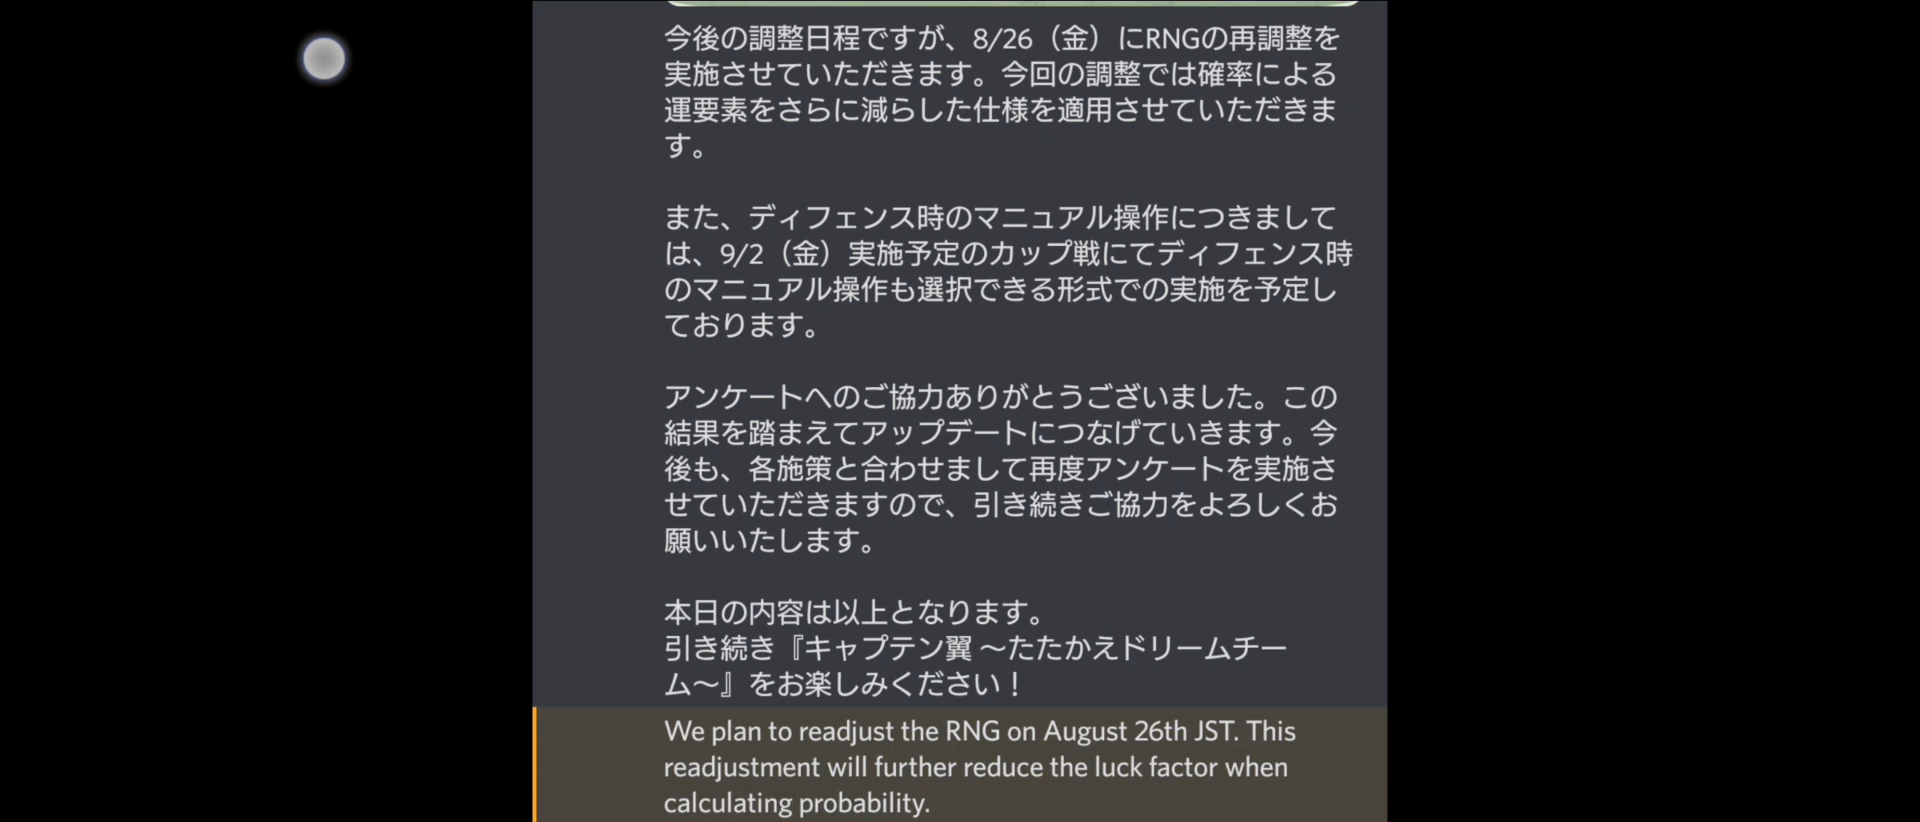 今後の調整日程ですが、8/26（金）にRNGの再調整を
実施させていただきます。今回の調整では確率による
運要素をさらに減らした仕様を適用させていただきま
す。
また、ディフェンス時のマニュアル操作につきまして
は、9/2（金）実施予定のカップ戦にてディフェンス時
のマニュアル操作も選択できる形式での実施を予定し
ております。
アンケートへのご協力ありがとうございました。この
結果を踏まえてアップデートにつなげていきます。今
後も、各施策と合わせまして再度アンケートを実施さ
せていただきますので、引き続きご協力をよろしくお
願いいたします。
本日の内容は以上となります。
引き続き『キャプテン翼 〜たたかえドリームチー
ム〜』をお楽しみください！
We plan to readjust the RNG on August 26th JST. This
readjustment will further reduce the luck factor when
calculating probability.